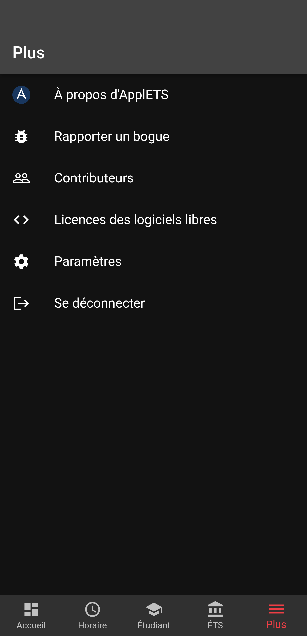 Plus
À propos d'ApplETS
Rapporter un bogue
Contributeurs
Licences des logiciels libres
Paramètres
Se déconnecter
Accueil
Horaire
Étudiant
ÉTS
Plus